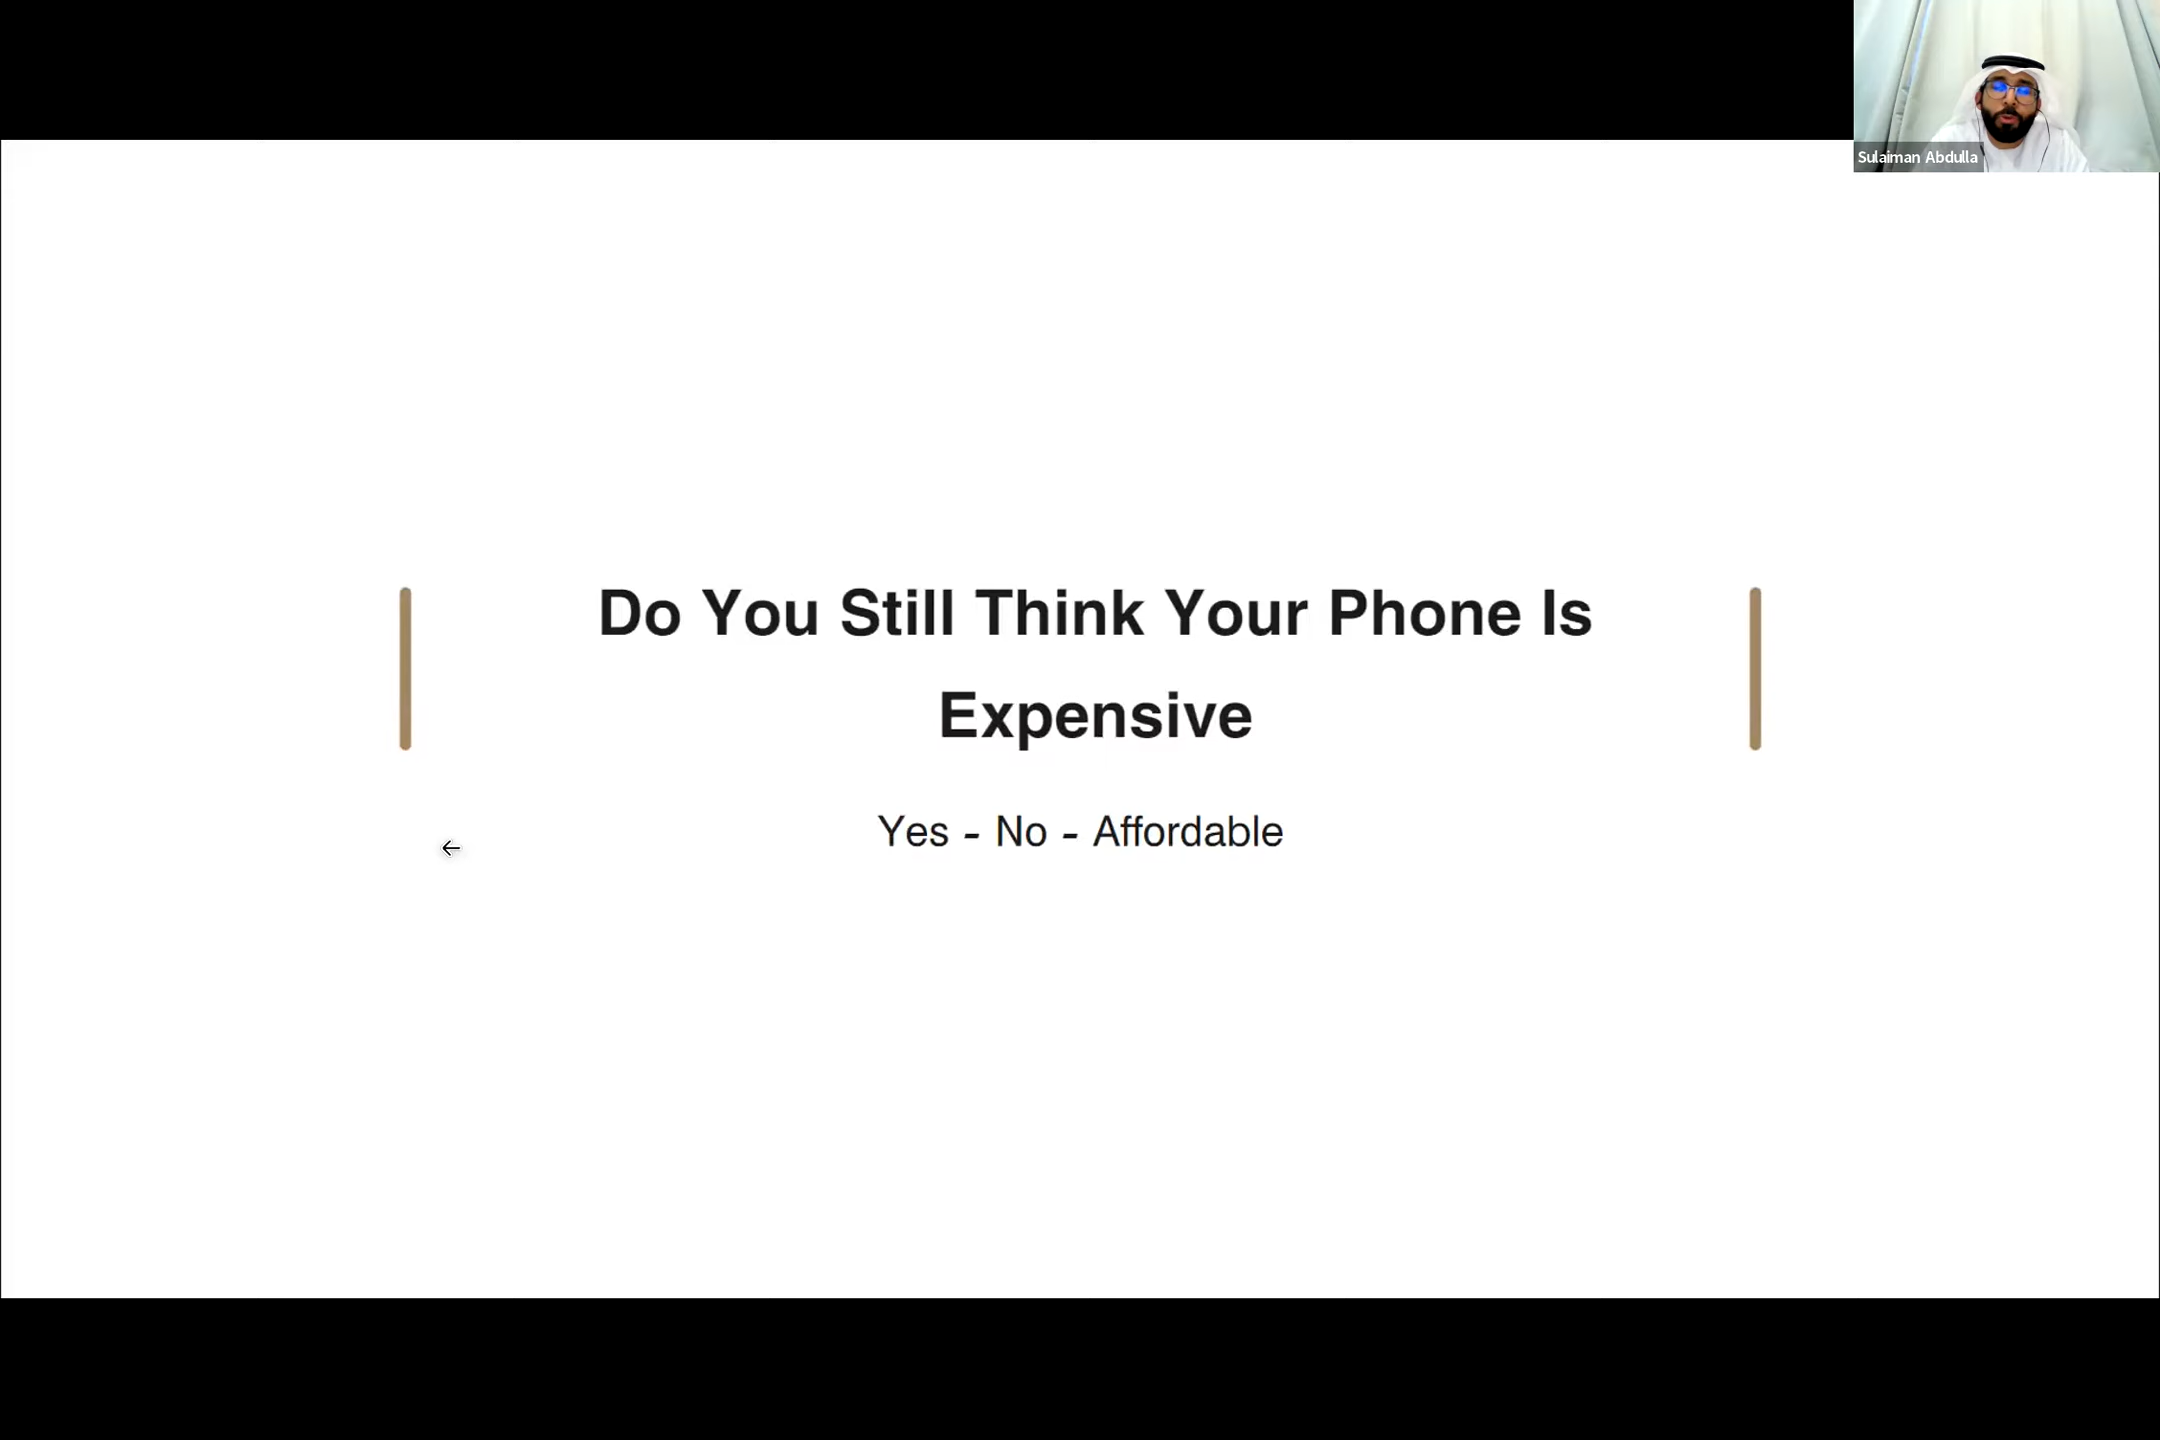 Sulaiman Abdulla
Do You Still Think Your Phone Is
Expensive
Yes - No - Affordable